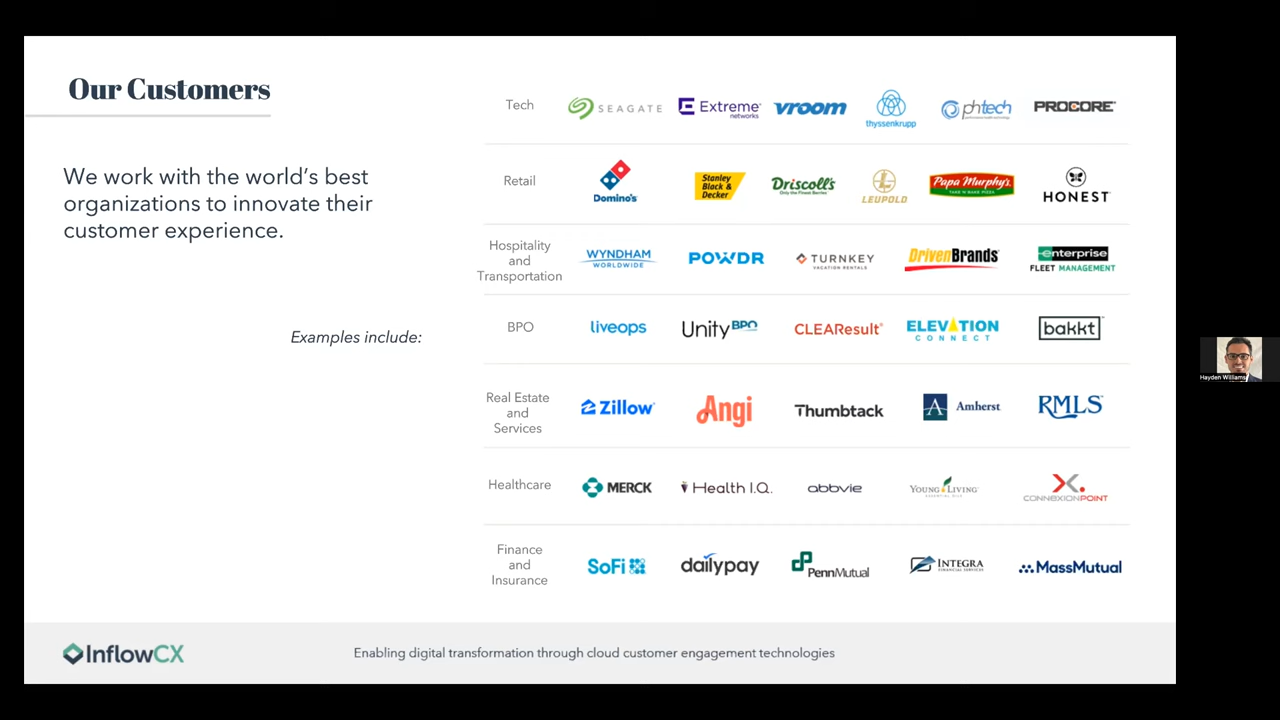 Our Customers
We work with the world's best
organizations to innovate their
customer experience.
Examples include:
Tech
SEAGATE
Extreme
networks
vroom
thyssenkrupp
phtech
PROCORE
Retail
Domino's
Stanley
Black &
Decker
Driscoll's
Only the Finest Berries
LEUPOLD
Papa Murphy's
TAKE 'N' BAKE PIZZA
HONEST
Hospitality
and
Transportation
WYNDHAM
WORLDWIDE
POWDR
TURNKEY
VACATION RENTALS
DrivenBrands
enterprise
FLEET MANAGEMENT
BPO
liveops
Unity BPO
CLEAResult
ELEVATION
CONNECT
bakkt
Real Estate
and
Services
Zillow
Angi
Thumbtack
A Amherst
RMLS
Healthcare
MERCK
Health I.Q.
abbvie
YOUNG LIVING
ESSENTIAL OILS
CONNEXIONPOINT
Finance
and
Insurance
SoFi
dailypay
PennMutual
INTEGRA
FINANCIAL SERVICES
MassMutual
InflowCX
Enabling digital transformation through cloud customer engagement technologies
Hayden Williams